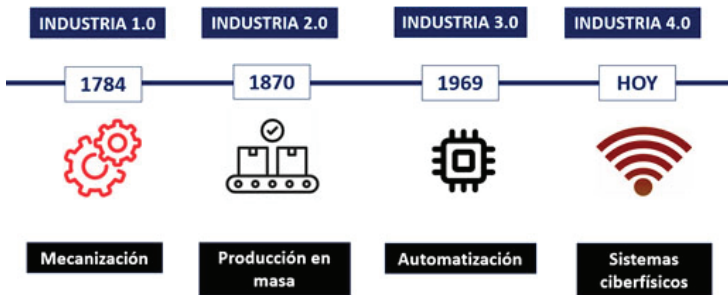 INDUSTRIA 1.0
INDUSTRIA 2.0
INDUSTRIA 3.0
INDUSTRIA 4.0
1784
1870
1969
HOY
Mecanización
Producción en
masa
Automatización
Sistemas
ciberfísicos